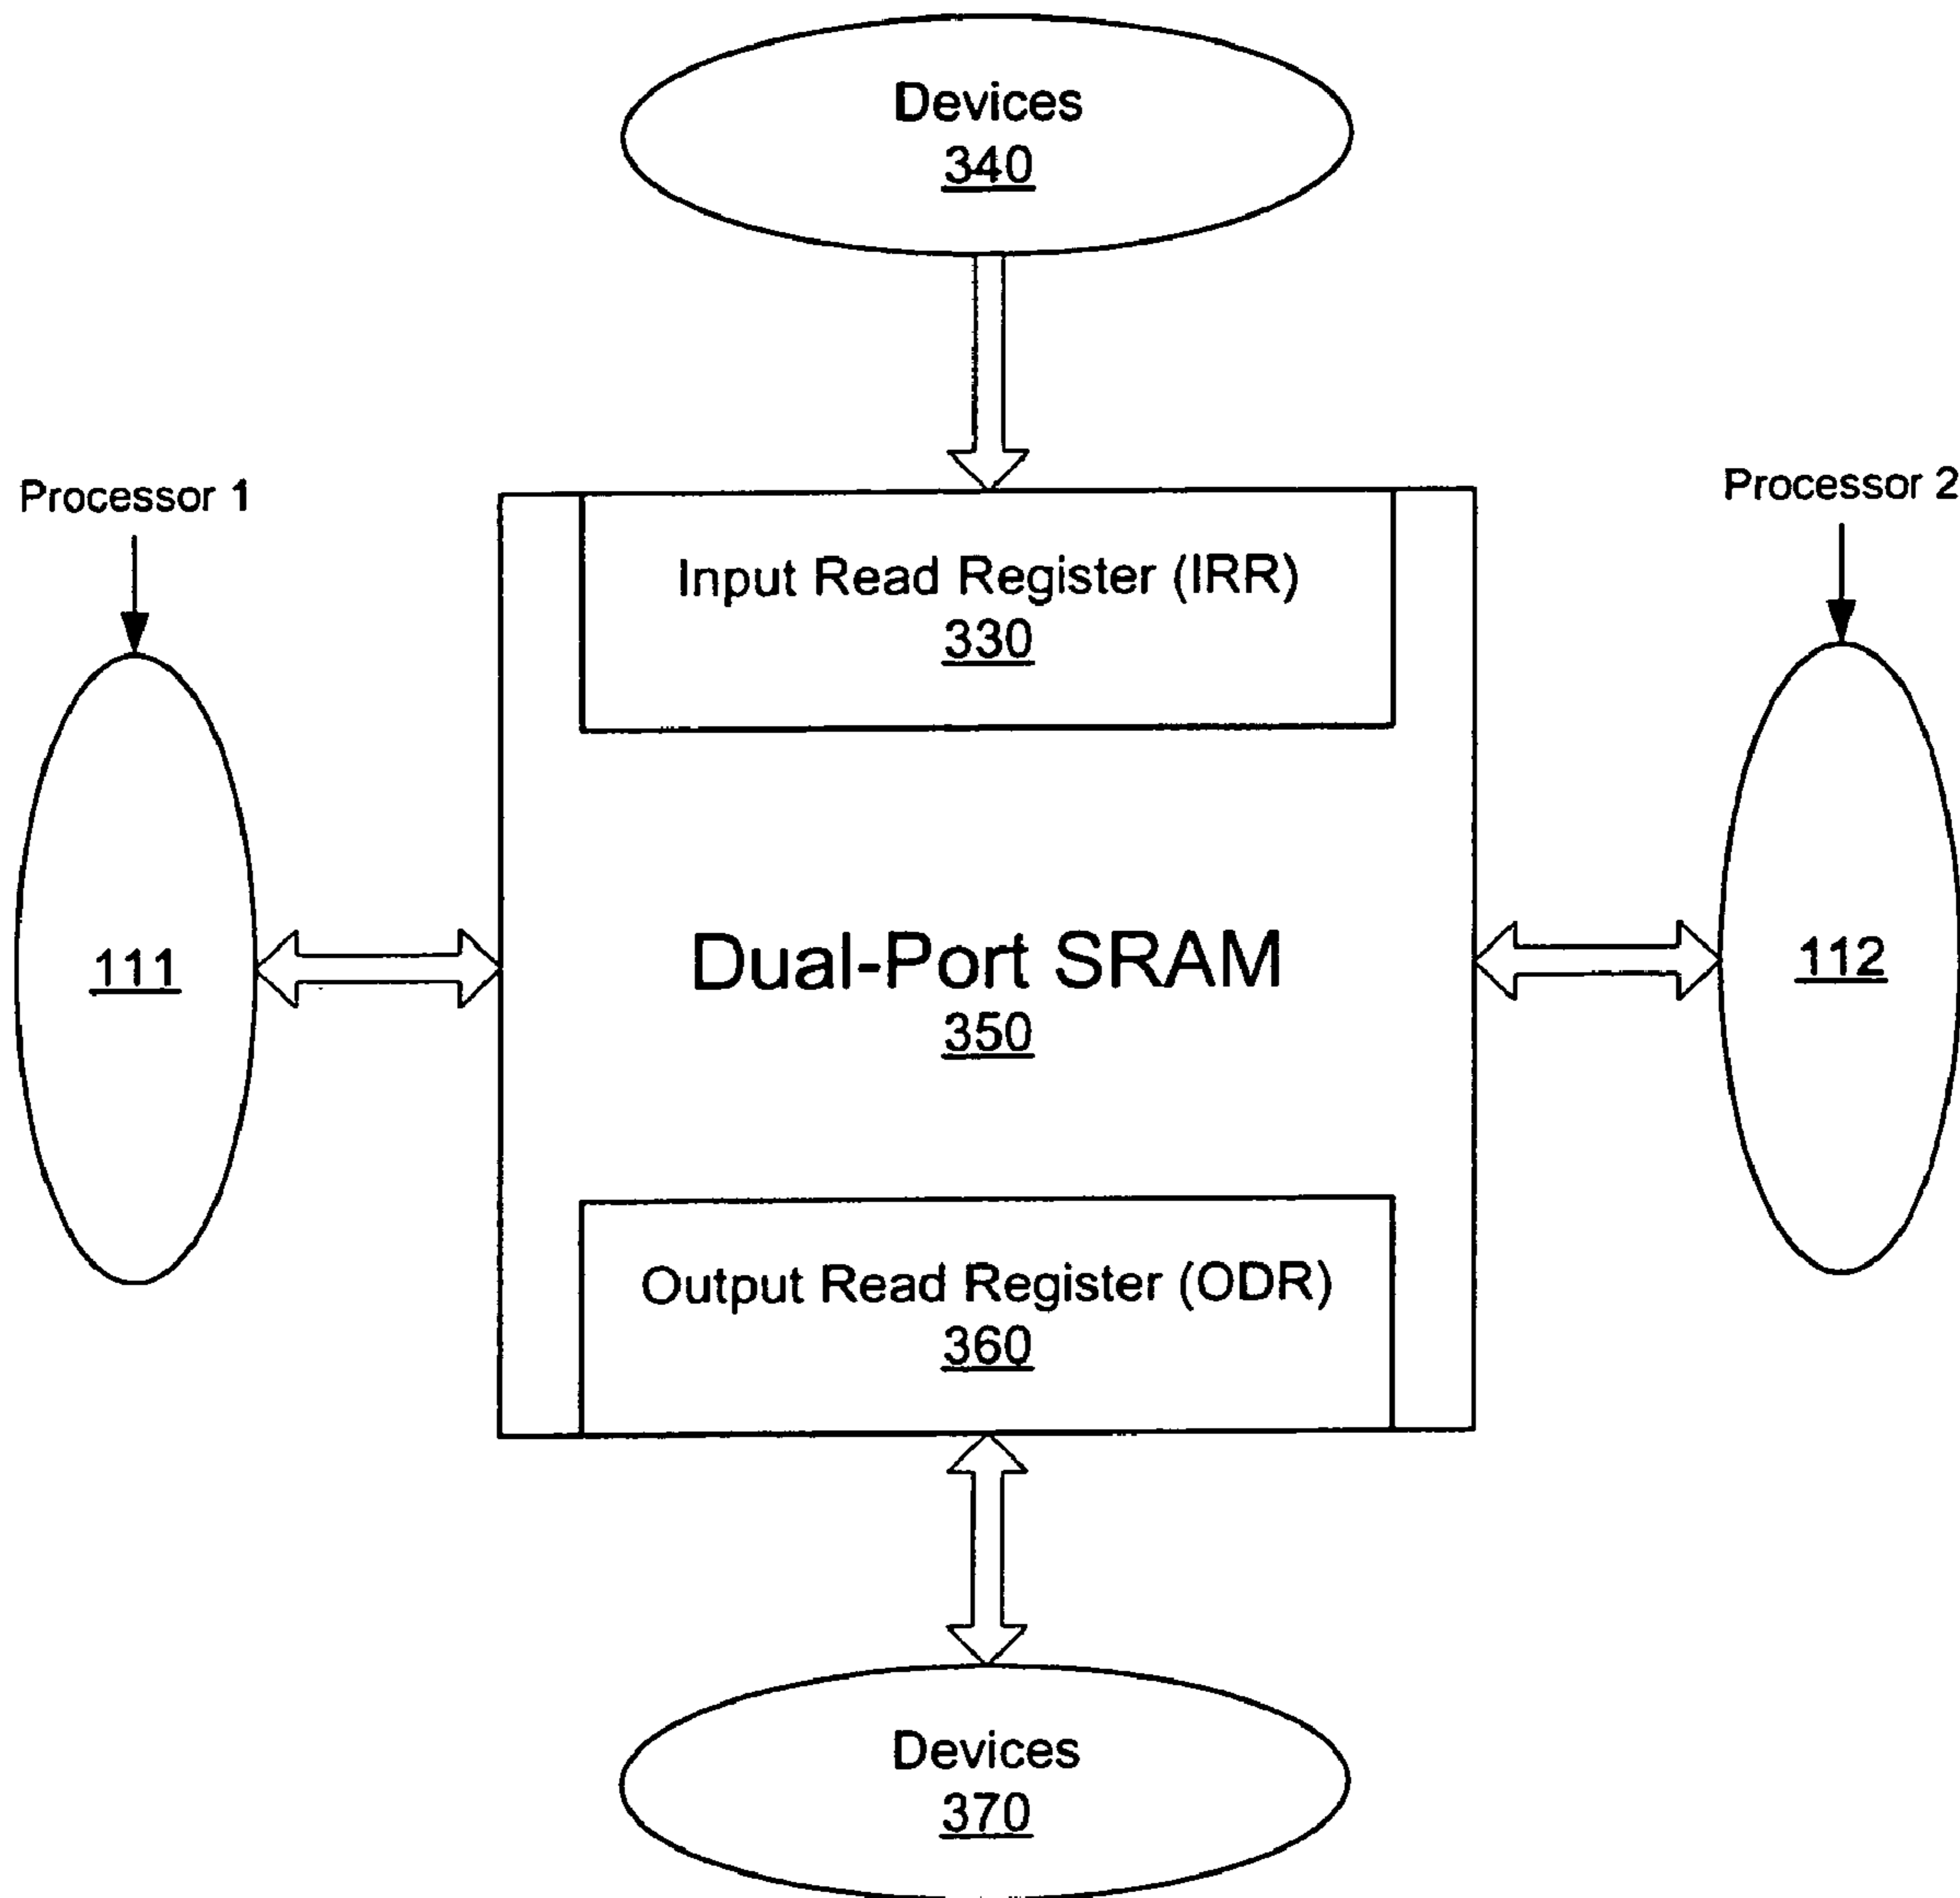 Devices
340
Processor 1
Processor 2
Input Read Register (IRR)
330
111
Dual-Port SRAM
350
112
Output Read Register (ODR)
360
Devices
370